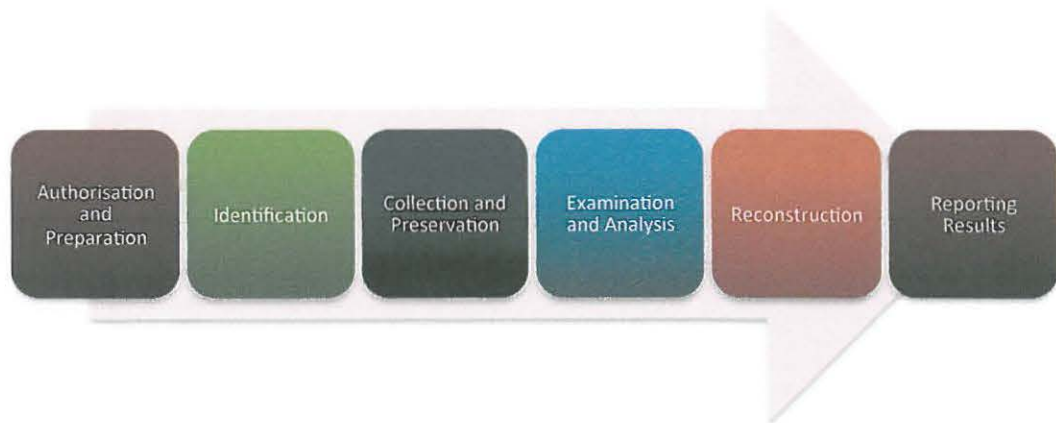 Authorisation
and
Preparation
Identification
Collection and
Preservation
Examination
and Analysis
Reconstruction
Reporting
Results